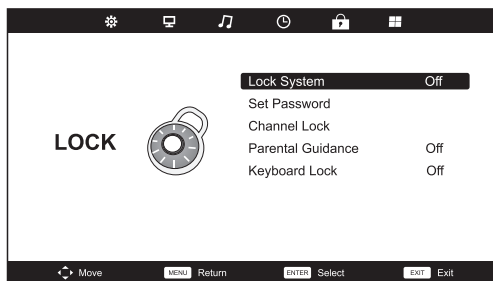 Lock System Off
Set Password
Channel Lock
LOCK
Parental Guidance Off
Keyboard Lock Off
Move MENU Return ENTER Select EXIT Exit